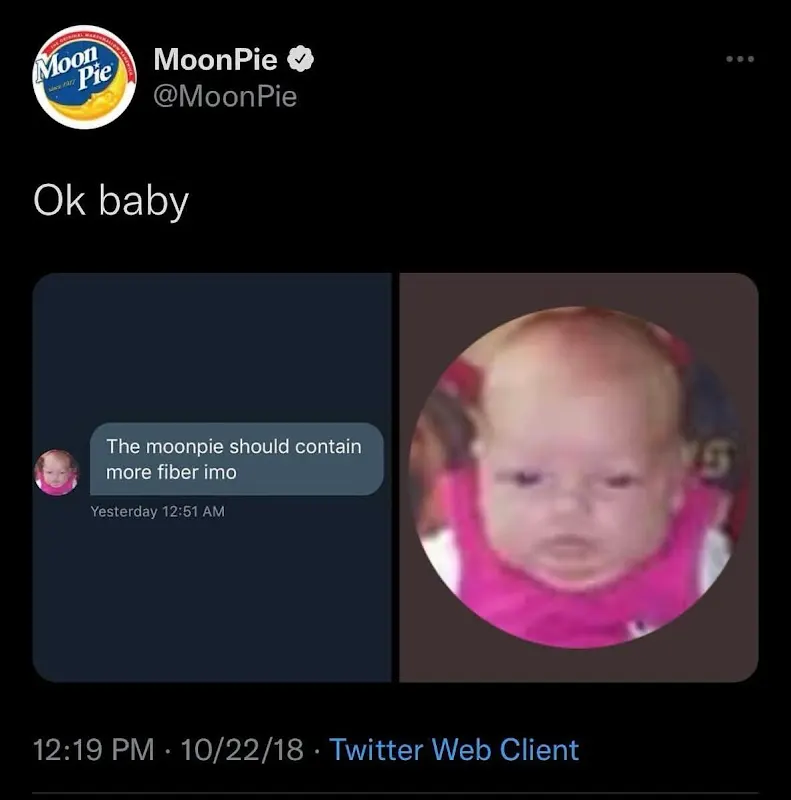 Moon
Pie
MoonPie
@MoonPie
Ok baby
The moonpie should contain
more fiber imo
Yesterday 12:51 AM
12:19 PM · 10/22/18 · Twitter Web Client